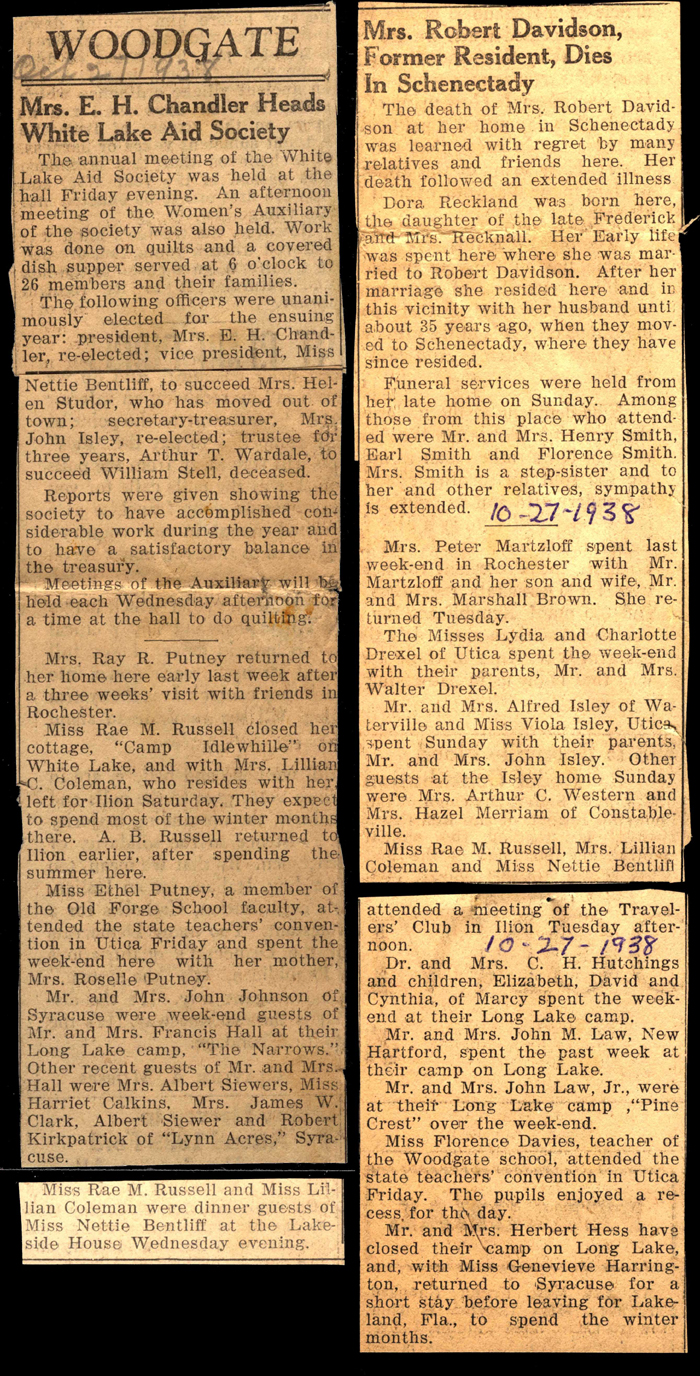 WOODGATE
Oct 27 1938
Mrs. E. H. Chandler Heads
White Lake Aid Society
The annual meeting of the White
Lake Aid Society was held at the
hall Friday evening. An afternoon
meeting of the Women's Auxiliary
of the society was also held. Work
was done on quilts and a covered
dish supper served at 6 o'clock to
26 members and their families.
The following officers were unani-
mously elected for the ensuing
year: president, Mrs. E. H. Chand-
ler, re-elected; vice president, Miss
Nettie Bentliff, to succeed Mrs. Hel-
en Studor, who has moved out of
town; secretary-treasurer, Mrs.
John Isley, re-elected; trustee for
three years, Arthur T. Wardale, to
succeed William Stell, deceased.
Reports were given showing the
society to have accomplished con-
siderable work during the year and
to have a satisfactory balance in
the treasury.
Meetings of the Auxiliary will be
held each Wednesday afternoon for
a time at the hall to do quilting.
Mrs. Ray R. Putney returned to
her home here early last week after
a three weeks' visit with friends in
Rochester.
Miss Rae M. Russell closed her
cottage, "Camp Idlewhille" on
White Lake, and with Mrs. Lillian
C. Coleman, who resides with her,
left for Ilion Saturday. They expect
to spend most of the winter months
there. A. B. Russell returned to
Ilion earlier, after spending the
summer here.
Miss Ethel Putney, a member of
the Old Forge School faculty, at-
tended the state teachers' conven-
tion in Utica Friday and spent the
week-end here with her mother,
Mrs. Roselle Putney.
Mr. and Mrs. John Johnson of
Syracuse were week-end guests of
Mr. and Mrs. Francis Hall at their
Long Lake camp, "The Narrows."
Other recent guests of Mr. and Mrs.
Hall were Mrs. Albert Siewers, Miss
Harriet Calkins, Mrs. James W.
Clark, Albert Siewer and Robert
Kirkpatrick of "Lynn Acres," Syra-
cuse.
Miss Rae M. Russell and Miss Lil-
lian Coleman were dinner guests of
Miss Nettie Bentliff at the Lake-
side House Wednesday evening.
Mrs. Robert Davidson,
Former Resident, Dies
In Schenectady
The death of Mrs. Robert David-
son at her home in Schenectady
was learned with regret by many
relatives and friends here. Her
death followed an extended illness
Dora Reckland was born here,
the daughter of the late Frederick
and Mrs. Recknall. Her Early life
was spent here where she was mar-
ried to Robert Davidson. After her
marriage she resided here and in
this vicinity with her husband until
about 35 years ago, when they mov-
ed to Schenectady, where they have
since resided.
Funeral services were held from
her late home on Sunday. Among
those from this place who attend-
ed were Mr. and Mrs. Henry Smith,
Earl Smith and Florence Smith.
Mrs. Smith is a step-sister and to
her and other relatives, sympathy
is extended. 10-27-1938
Mrs. Peter Martzloff spent last
week-end in Rochester with Mr.
Martzloff and her son and wife, Mr.
and Mrs. Marshall Brown. She re-
turned Tuesday.
The Misses Lydia and Charlotte
Drexel of Utica spent the week-end
with their parents, Mr. and Mrs.
Walter Drexel.
Mr. and Mrs. Alfred Isley of Wa-
terville and Miss Viola Isley, Utica,
spent Sunday with their parents,
Mr. and Mrs. John Isley. Other
guests at the Isley home Sunday
were Mrs. Arthur C. Western and
Mrs. Hazel Merriam of Constable-
ville.
Miss Rae M. Russell, Mrs. Lillian
Coleman and Miss Nettie Bentliff
attended a meeting of the Travel-
ers' Club in Ilion Tuesday after-
noon. 10-27-1938
Dr. and Mrs. C. H. Hutchings
and children, Elizabeth, David and
Cynthia, of Marcy spent the week-
end at their Long Lake camp.
Mr. and Mrs. John M. Law, New
Hartford, spent the past week at
their camp on Long Lake.
Mr. and Mrs. John Law, Jr., were
at their Long Lake camp ,"Pine
Crest" over the week-end.
Miss Florence Davies, teacher of
the Woodgate school, attended the
state teachers' convention in Utica
Friday. The pupils enjoyed a re-
cess for the day.
Mr. and Mrs. Herbert Hess have
closed their camp on Long Lake,
and, with Miss Genevieve Harring-
ton, returned to Syracuse for a
short stay before leaving for Lake-
land, Fla., to spend the winter
months.